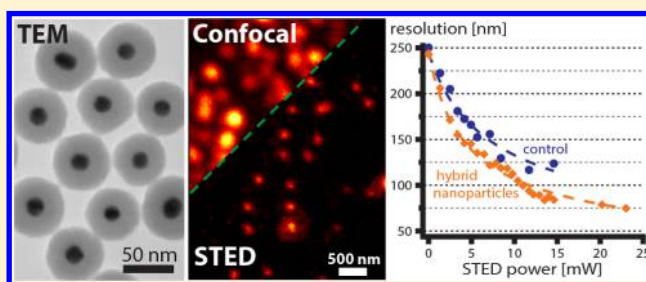 TEM
50 nm
Confocal
STED
500 nm
resolution [nm]
250
200
150
100
50
control
hybrid
nanoparticles
0
5
10
15
20
25
STED power [mW]